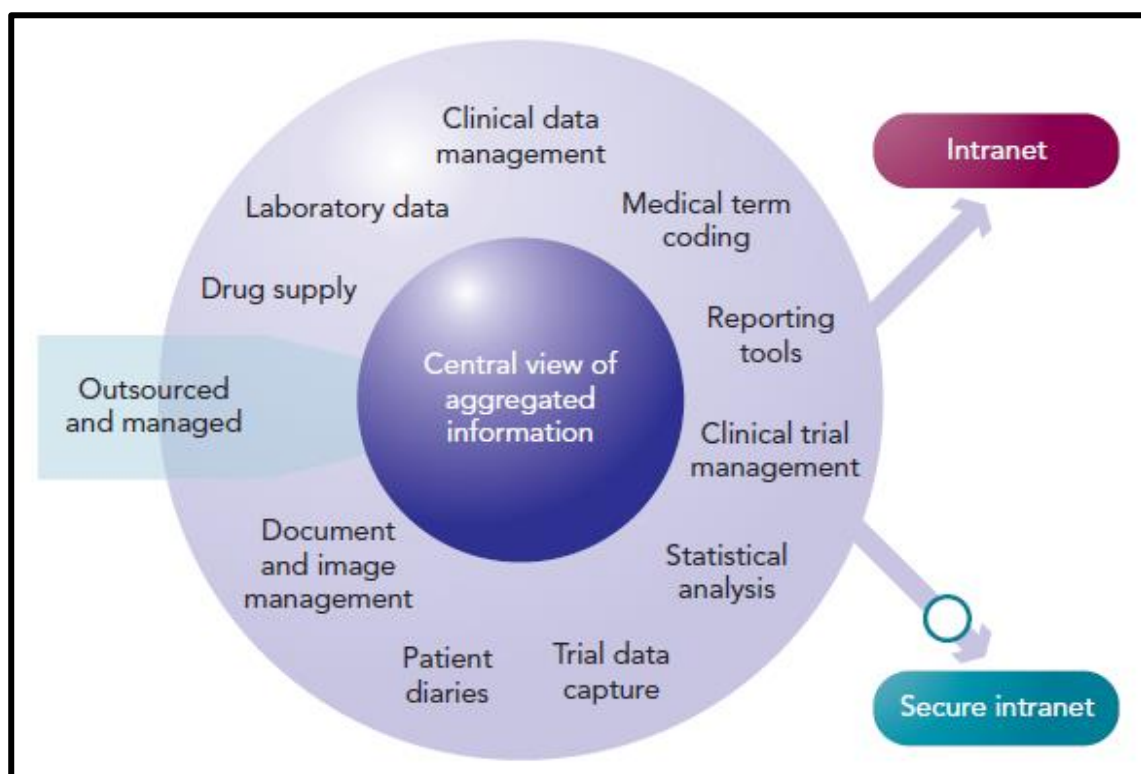 Clinical data
management
Laboratory data
Medical term
coding
Intranet
Drug supply
Reporting
tools
Outsourced
and managed
Central view of
aggregated
information
Clinical trial
management
Document
and image
management
Statistical
analysis
Patient
diaries
Trial data
capture
Secure intranet